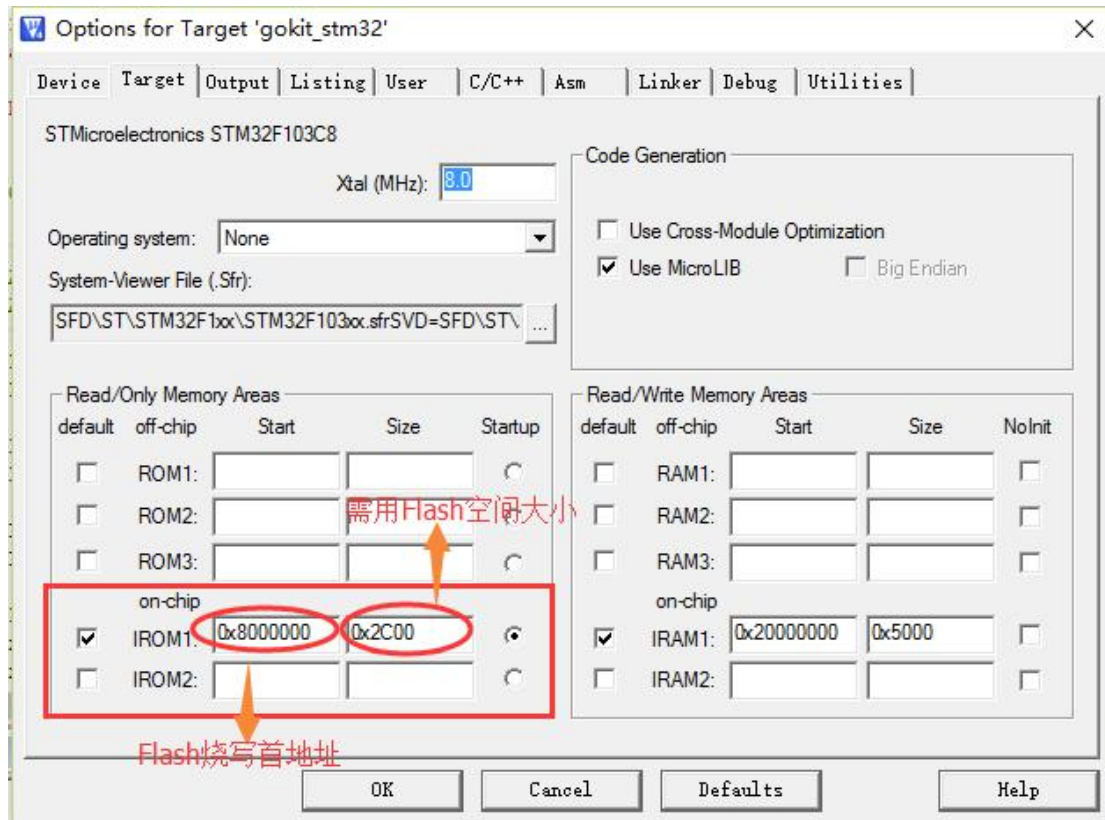 Options for Target 'gokit_stm32'
Device Target Output Listing User C/C++ Asm Linker Debug Utilities
STMicroelectronics STM32F103C8
Xtal (MHz): 8.0
Operating system: None
System-Viewer File (.Sfr):
SFD\ST\STM32F1xx\STM32F103xx.sfrSVD=SFD\ST\ ...
Code Generation
Use Cross-Module Optimization
Use MicroLIB Big Endian
Read/Only Memory Areas
default off-chip Start Size Startup
ROM1:
需用Flash空间大小
ROM2:
ROM3:
on-chip
IROM1: 0x8000000 0x2C00
IROM2:
Flash烧写首地址
Read/Write Memory Areas
default off-chip Start Size NoInit
RAM1:
RAM2:
RAM3:
on-chip
IRAM1: 0x20000000 0x5000
IRAM2:
OK Cancel Defaults Help